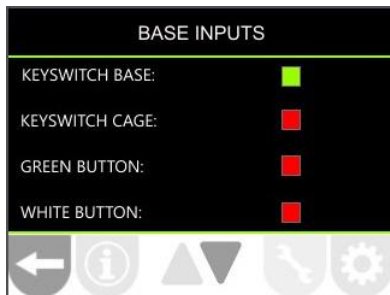 BASE INPUTS
KEYSWITCH BASE:
KEYSWITCH CAGE:
GREEN BUTTON:
WHITE BUTTON: